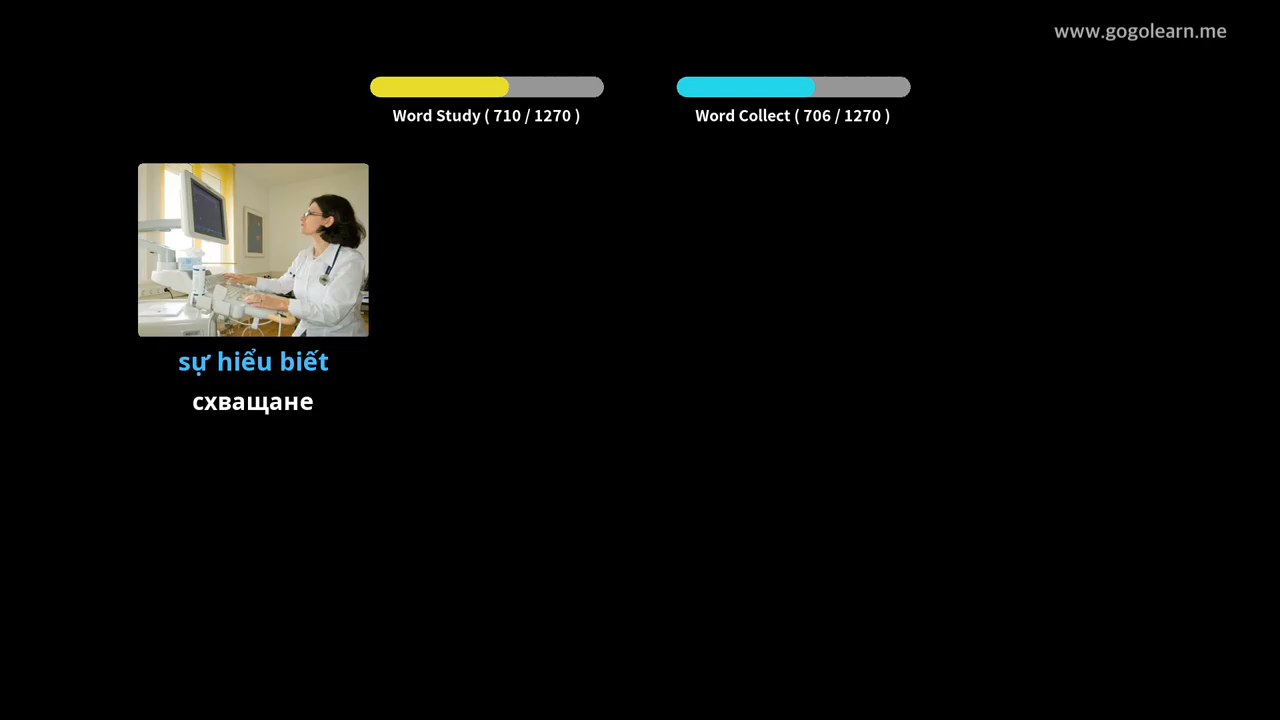 www.gogolearn.me
Word Study ( 710 / 1270 )
Word Collect ( 706 / 1270 )
sự hiểu biết
схващане